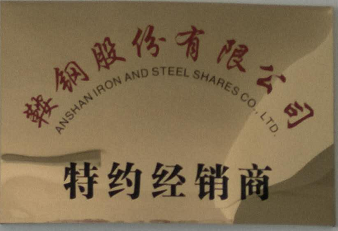 鞍钢股份有限公司
ANSHAN IRON AND STEEL SHARES CO., LTD.
特约经销商